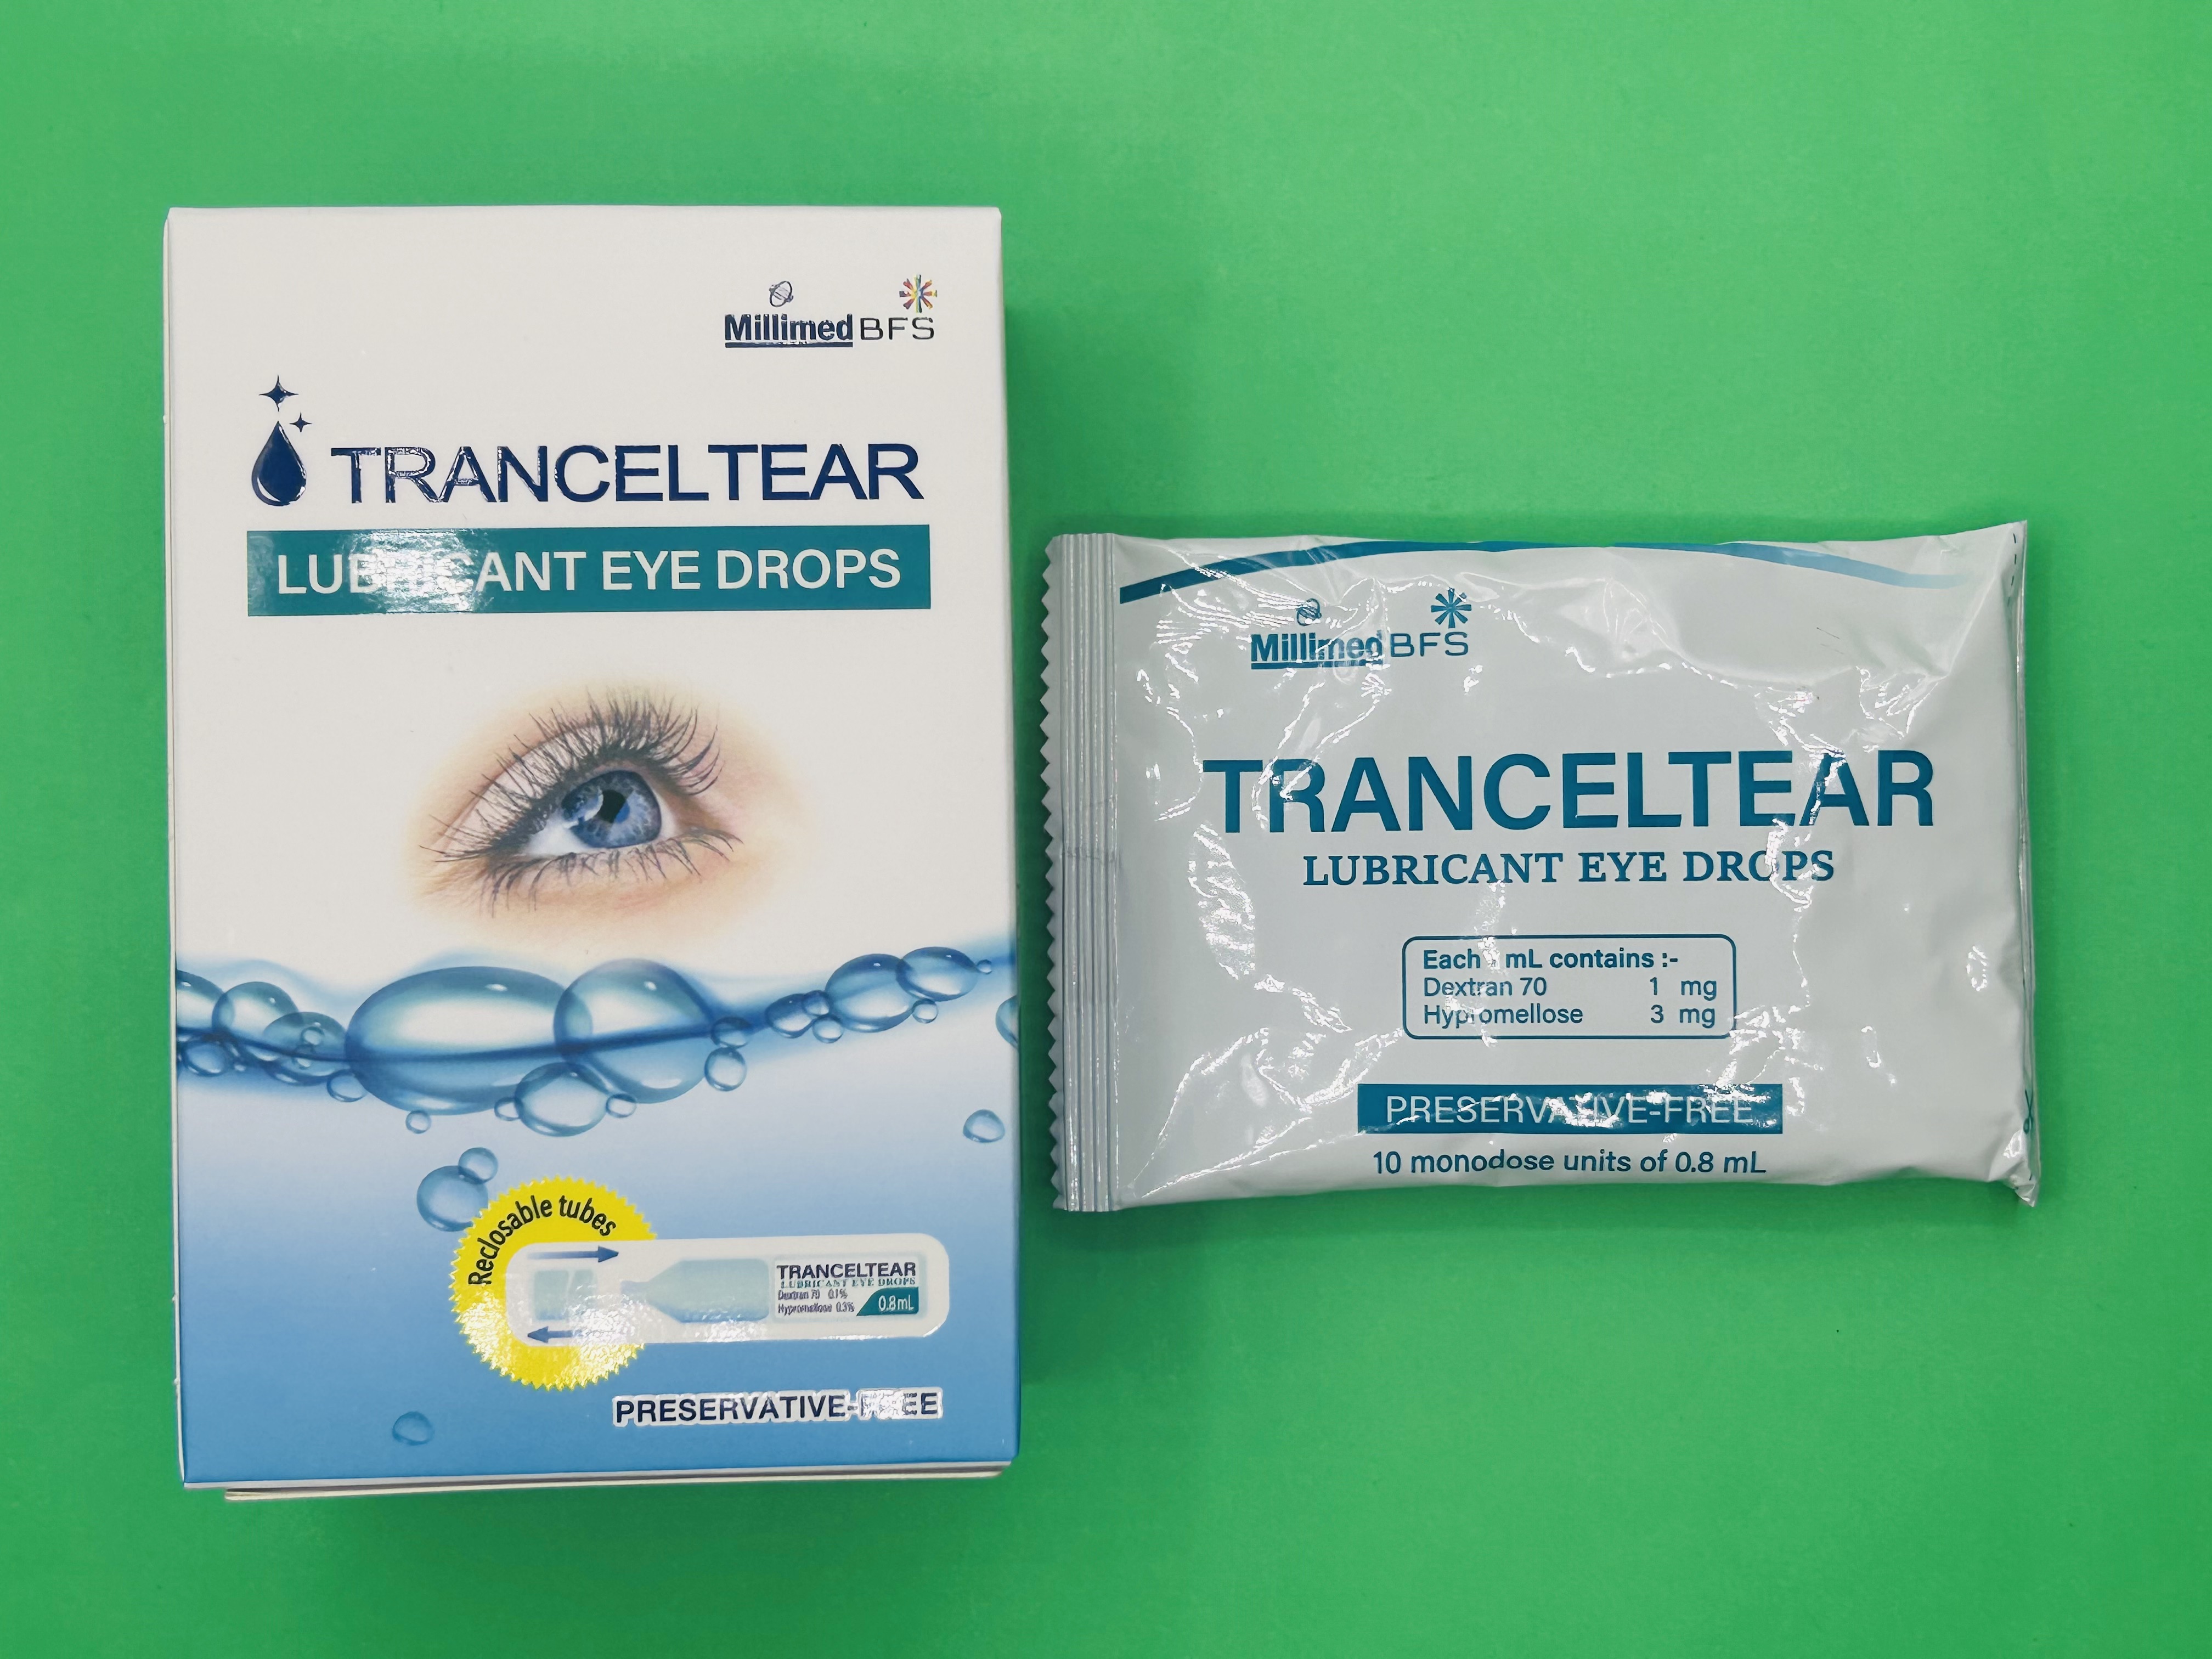 Millimed BFS
TRANCELTEAR
LUBRICANT EYE DROPS
Reclosable tubes
TRANCELTEAR
LUBRICANT EYE DROPS
Dextran 70 0.1%
Hypromellose 0.3%
0.8 mL
PRESERVATIVE-FREE
Millimed BFS
TRANCELTEAR
LUBRICANT EYE DROPS
Each mL contains :-
Dextran 70 1 mg
Hypromellose 3 mg
PRESERVATIVE-FREE
10 monodose units of 0.8 mL